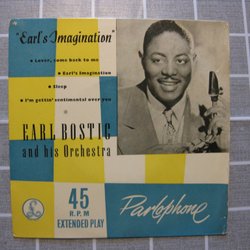 "Earl's Imagination"
Lover, come back to me
Earl's Imagination
Sleep
I'm gettin' sentimental over you
EARL BOSTIC
and his Orchestra
45
R.P.M
EXTENDED PLAY
Parlophone